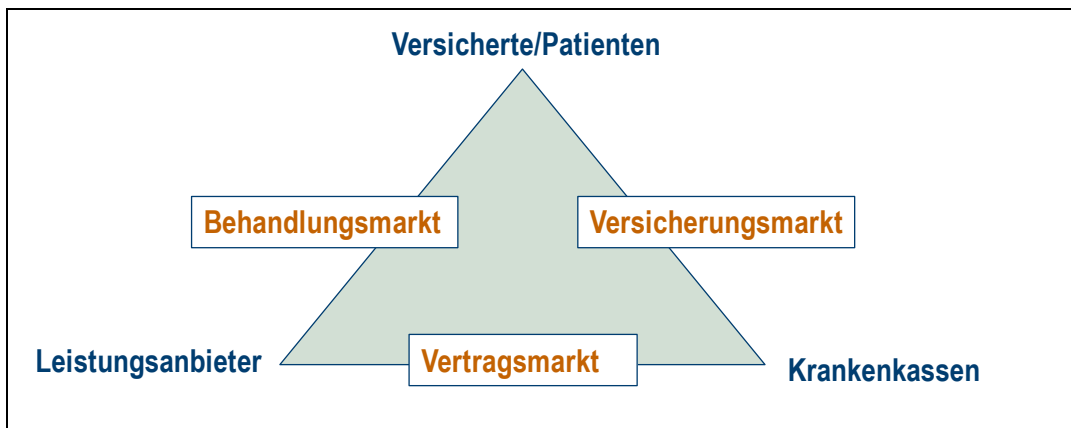 Versicherte/Patienten
Behandlungsmarkt
Versicherungsmarkt
Leistungsanbieter
Vertragsmarkt
Krankenkassen